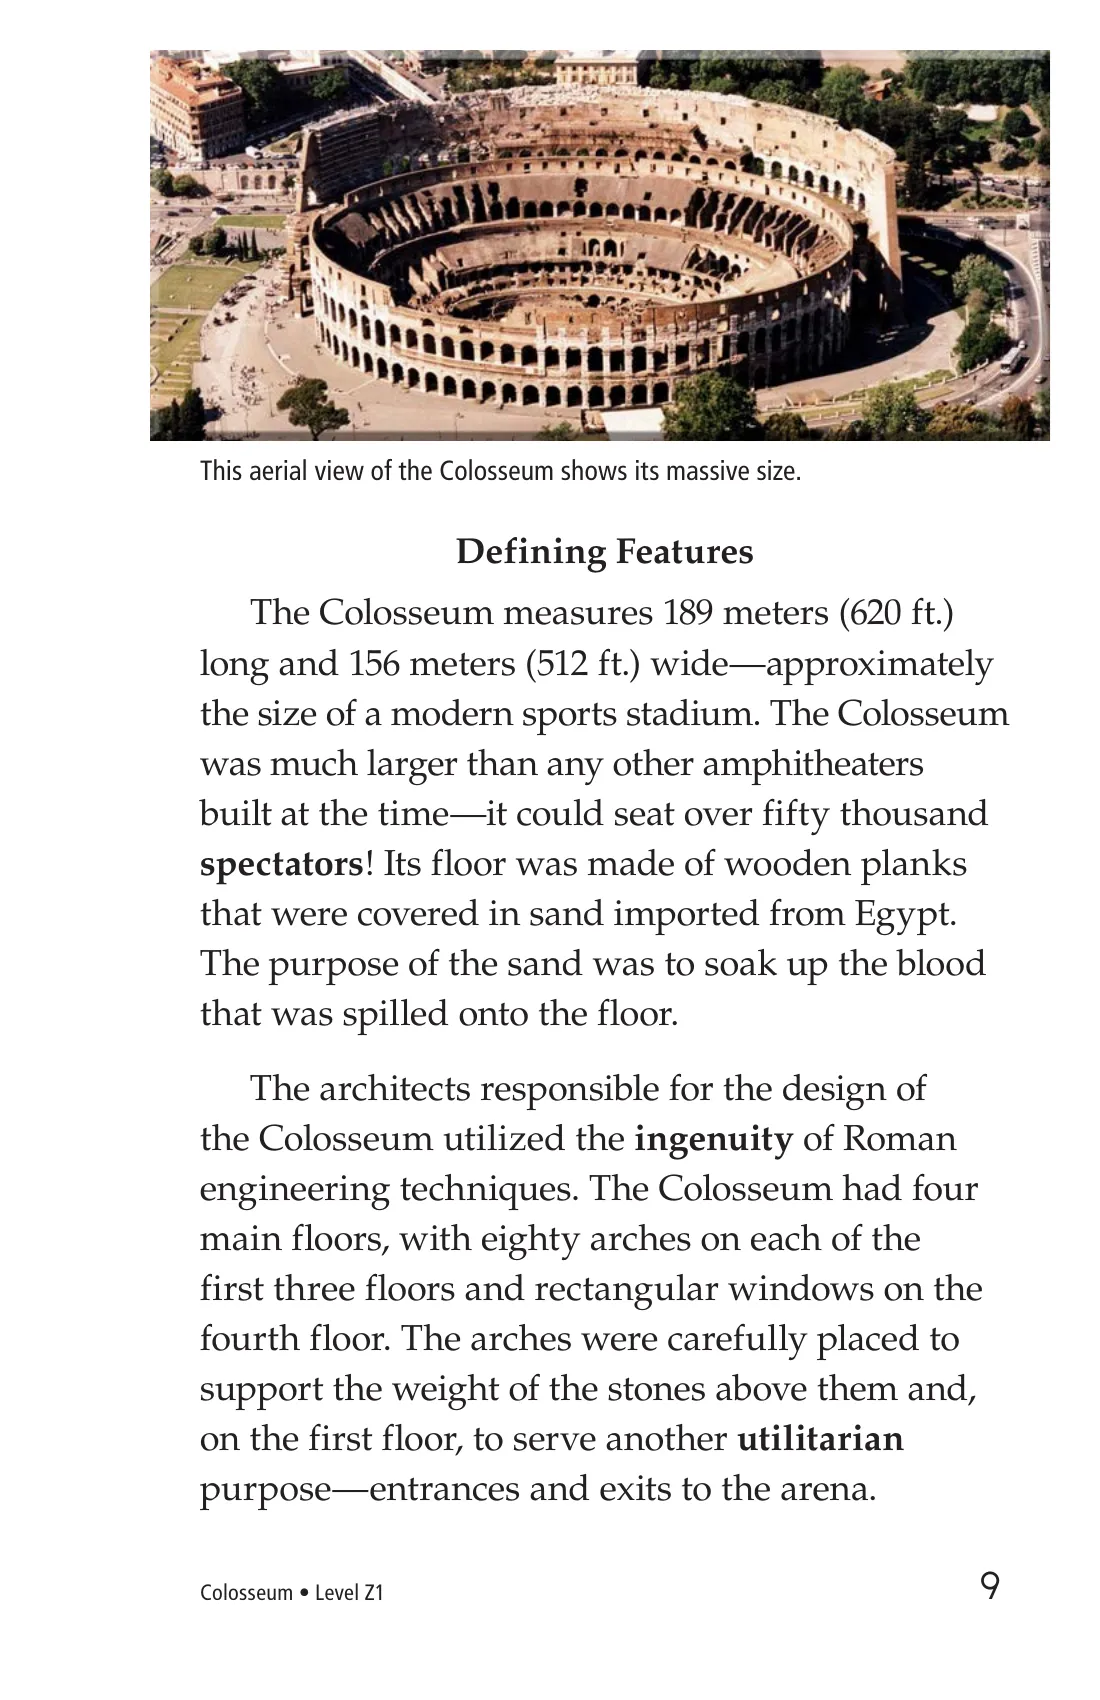 This aerial view of the Colosseum shows its massive size.
Defining Features
The Colosseum measures 189 meters (620 ft.)
long and 156 meters (512 ft.) wide—approximately
the size of a modern sports stadium. The Colosseum
was much larger than any other amphitheaters
built at the time—it could seat over fifty thousand
spectators! Its floor was made of wooden planks
that were covered in sand imported from Egypt.
The purpose of the sand was to soak up the blood
that was spilled onto the floor.
The architects responsible for the design of
the Colosseum utilized the ingenuity of Roman
engineering techniques. The Colosseum had four
main floors, with eighty arches on each of the
first three floors and rectangular windows on the
fourth floor. The arches were carefully placed to
support the weight of the stones above them and,
on the first floor, to serve another utilitarian
purpose—entrances and exits to the arena.
Colosseum • Level Z1
9